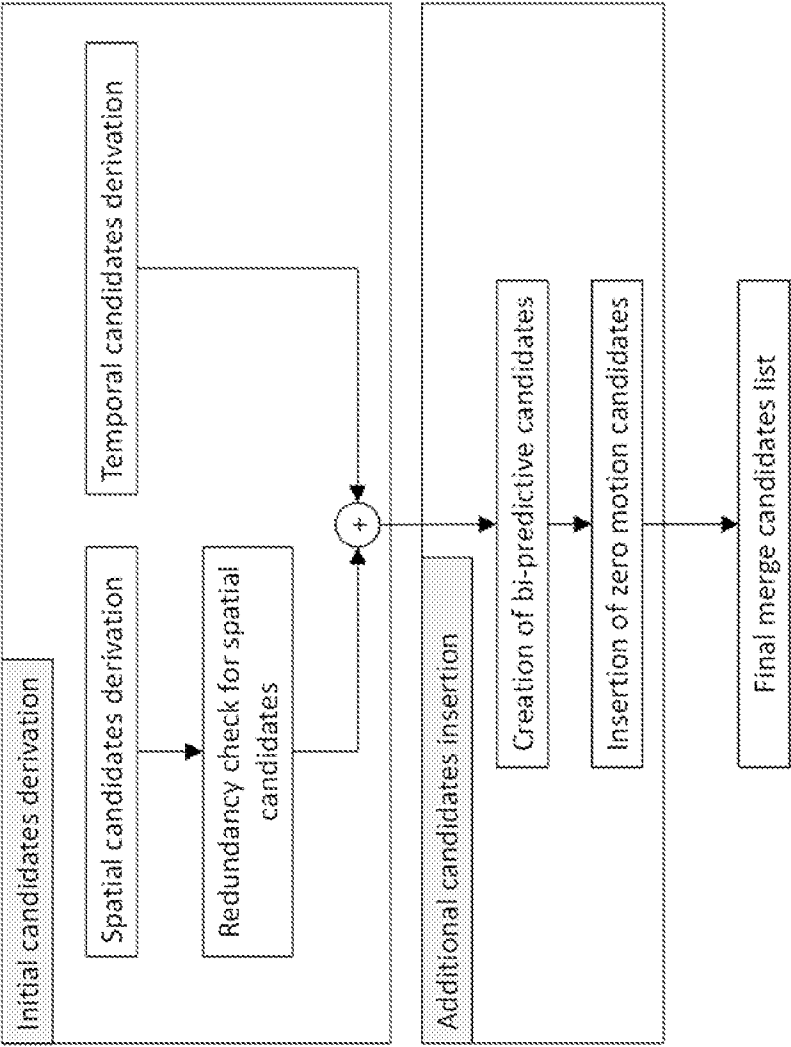 Initial candidates derivation
Spatial candidates derivation
Temporal candidates derivation
Redundancy check for spatial
candidates
+
Additional candidates insertion
Creation of bi-predictive candidates
Insertion of zero motion candidates
Final merge candidates list